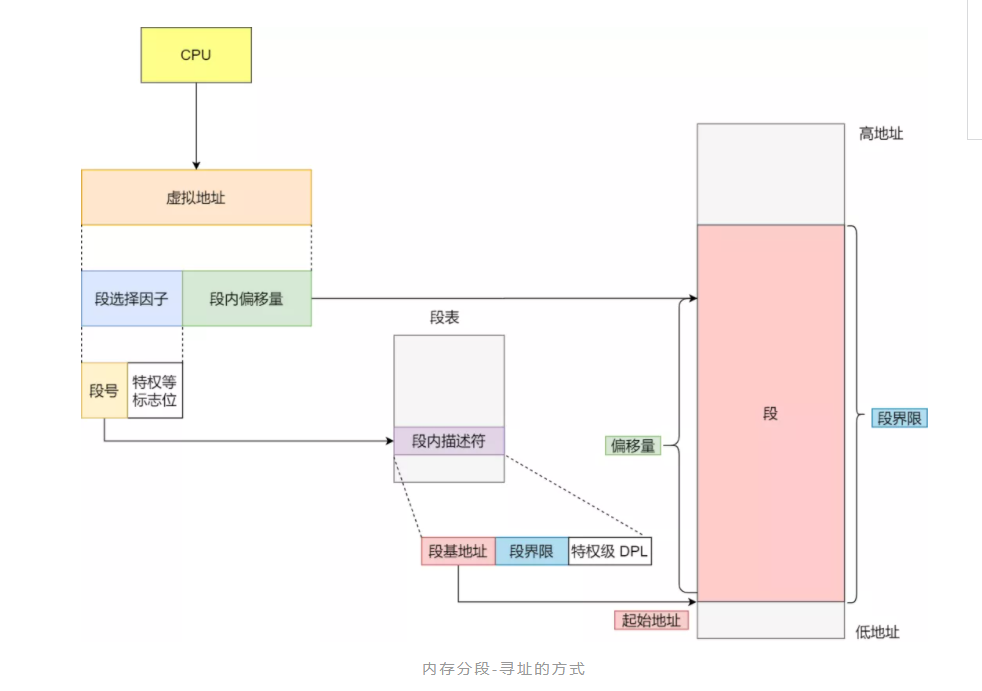 CPU
高地址
虚拟地址
段选择因子
段内偏移量
段表
段号
特权等
标志位
段内描述符
段
段界限
偏移量
段基地址
段界限
特权级 DPL
起始地址
低地址
内存分段-寻址的方式